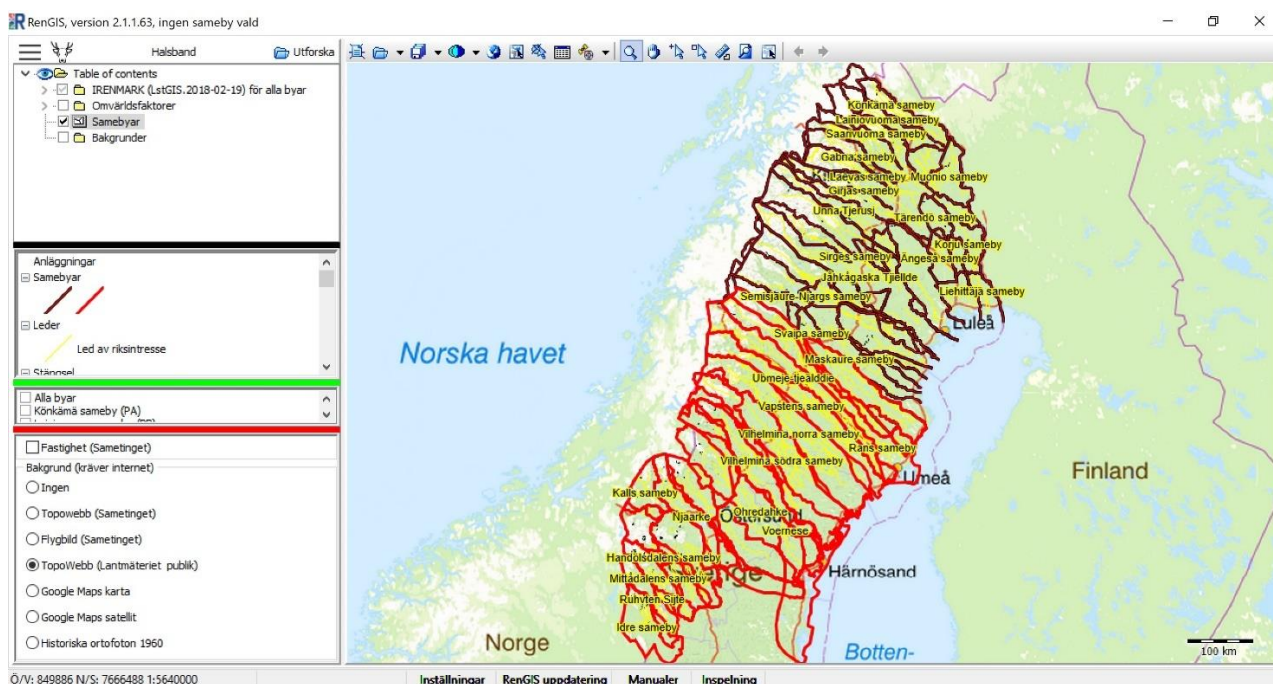 RenGIS, version 2.1.1.63, ingen sameby vald
Halsband
Utforska
Table of contents
IRENMARK (LstGIS.2018-02-19) för alla byar
Omvärldsfaktorer
Samebyar
Bakgrunder
Anläggningar
Samebyar
Leder
Led av riksintresse
Stängsel
Alla byar
Könkämä sameby (PA)
Fastighet (Sametinget)
Bakgrund (kräver internet)
Ingen
Topowebb (Sametinget)
Flygbild (Sametinget)
TopoWebb (Lantmäteriet publik)
Google Maps karta
Google Maps satellit
Historiska ortofoton 1960
Könkämä sameby
Lainiovuoma sameby
Saarivuoma sameby
Gabna sameby
Laevas sameby
Muonio sameby
Girjas sameby
Unna Tjerusj
Tärendö sameby
Korju sameby
Sirges sameby
Ängeså sameby
Jåhkågaska Tjiellde
Liehittäjä sameby
Semisjaure-Njargs sameby
Luleå
Svaipa sameby
Norska havet
Maskaure sameby
Ubmeje tjeälddie
Vapstens sameby
Vilhelmina norra sameby
Rans sameby
Vilhelmina södra sameby
Umeå
Finland
Kalls sameby
Njaarke
Ohredahke
Östersund
Voernese
Handölsdalens sameby
Mittådalens sameby
Sverige
Härnösand
Ruhvten Sijte
Idre sameby
Norge
Botten-
100 km
Ö/V: 849886 N/S: 7666488 1:5640000
Inställningar
RenGIS uppdatering
Manualer
Inspelning